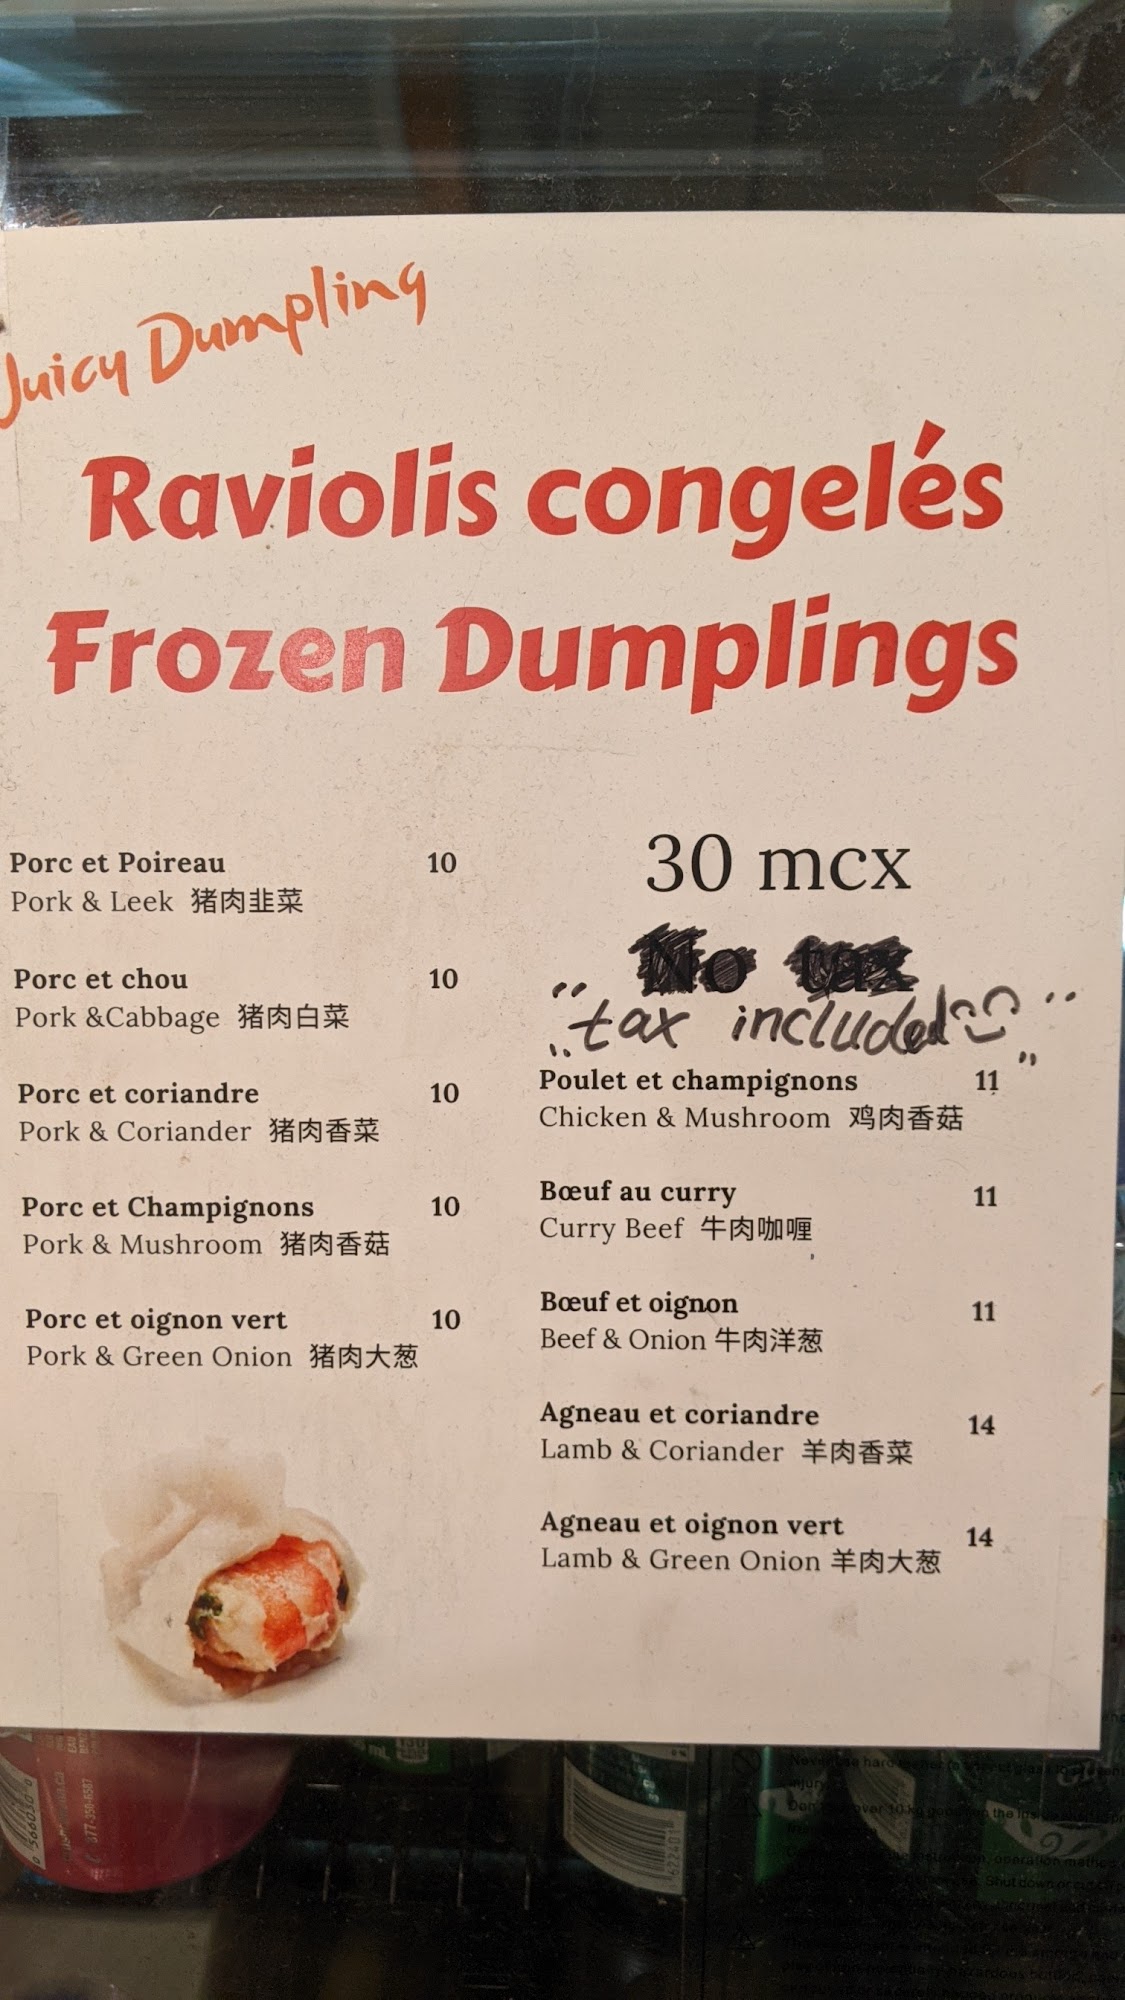 Juicy Dumpling
Raviolis congelés
Frozen Dumplings
Porc et Poireau 10
Pork & Leek 猪肉韭菜
Porc et chou 10
Pork &Cabbage 猪肉白菜
Porc et coriandre 10
Pork & Coriander 猪肉香菜
Porc et Champignons 10
Pork & Mushroom 猪肉香菇
Porc et oignon vert 10
Pork & Green Onion 猪肉大葱
30 mcx
No tax
tax included
Poulet et champignons 11
Chicken & Mushroom 鸡肉香菇
Bœuf au curry 11
Curry Beef 牛肉咖喱
Bœuf et oignon 11
Beef & Onion 牛肉洋葱
Agneau et coriandre 14
Lamb & Coriander 羊肉香菜
Agneau et oignon vert 14
Lamb & Green Onion 羊肉大葱